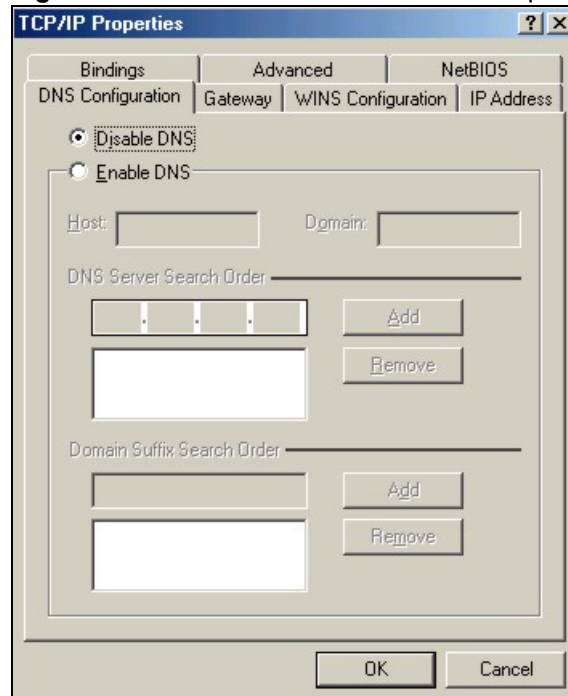 TCP/IP Properties
Bindings Advanced NetBIOS
DNS Configuration Gateway WINS Configuration IP Address
Disable DNS
Enable DNS
Host: Domain:
DNS Server Search Order
. . .
Add
Remove
Domain Suffix Search Order
Add
Remove
OK Cancel